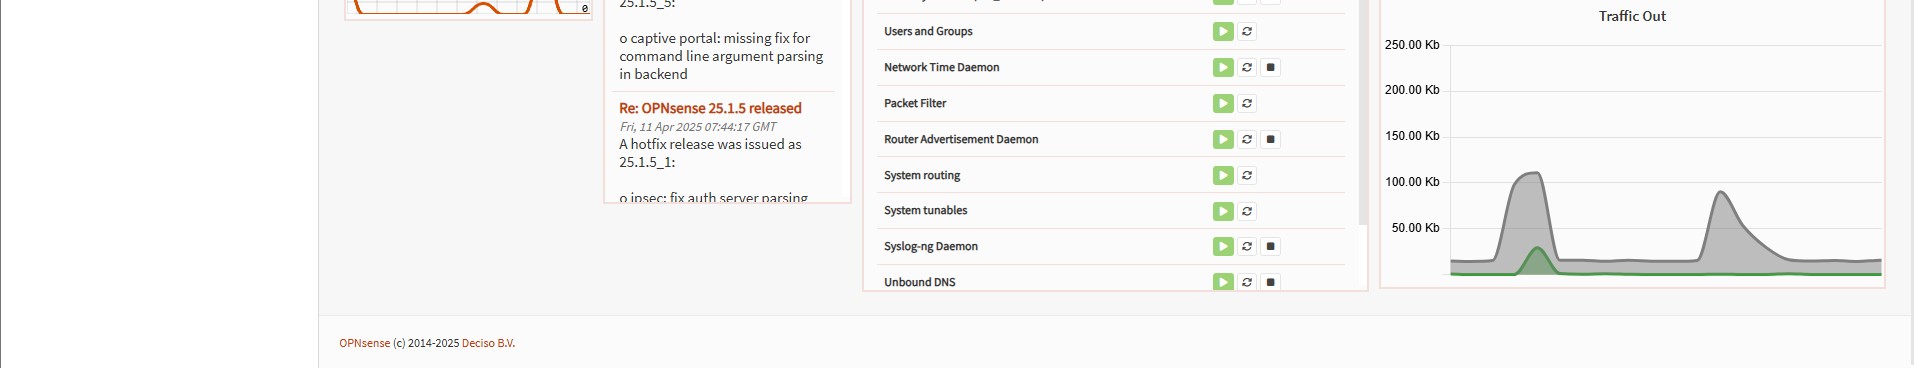 0
25.1.5_5:
o captive portal: missing fix for
command line argument parsing
in backend
Re: OPNsense 25.1.5 released
Fri, 11 Apr 2025 07:44:17 GMT
A hotfix release was issued as
25.1.5_1:
o ipsec: fix auth server parsing
Users and Groups
Network Time Daemon
Packet Filter
Router Advertisement Daemon
System routing
System tunables
Syslog-ng Daemon
Unbound DNS
Traffic Out
250.00 Kb
200.00 Kb
150.00 Kb
100.00 Kb
50.00 Kb
OPNsense (c) 2014-2025 Deciso B.V.